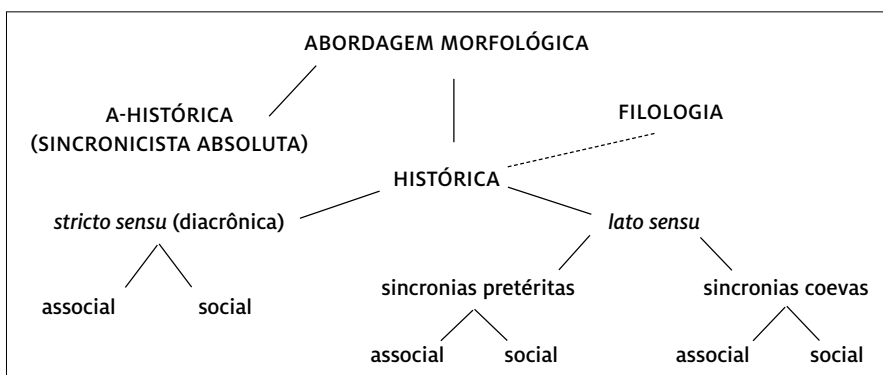 ABORDAGEM MORFOLÓGICA
A-HISTÓRICA
(SINCRONICISTA ABSOLUTA)
FILOLOGIA
HISTÓRICA
stricto sensu (diacrônica)
lato sensu
associal
social
sincronias pretéritas
sincronias coevas
associal
social
associal
social